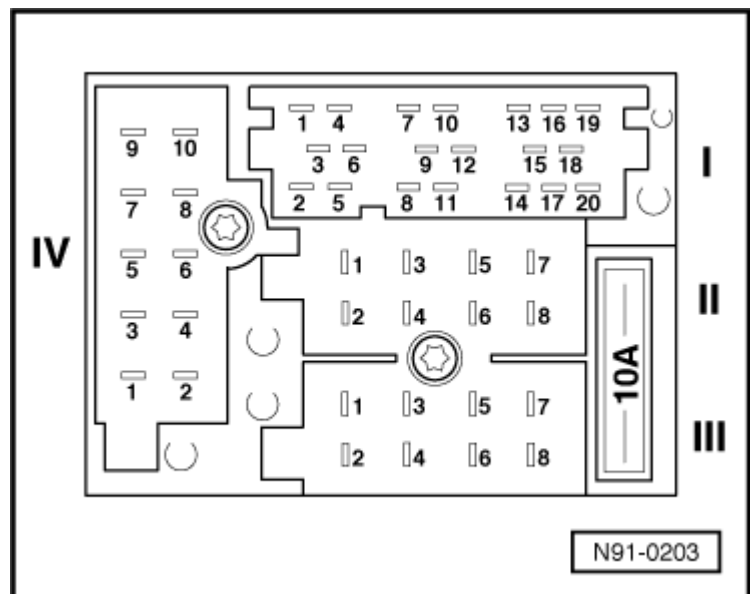 1 4 7 10 13 16 19
9 10 3 6 9 12 15 18
I
2 5 8 11 14 17 20
7 8
IV
5 6 1 3 5 7
II
3 4 2 4 6 8
10A
1 2 1 3 5 7
III
2 4 6 8
N91-0203